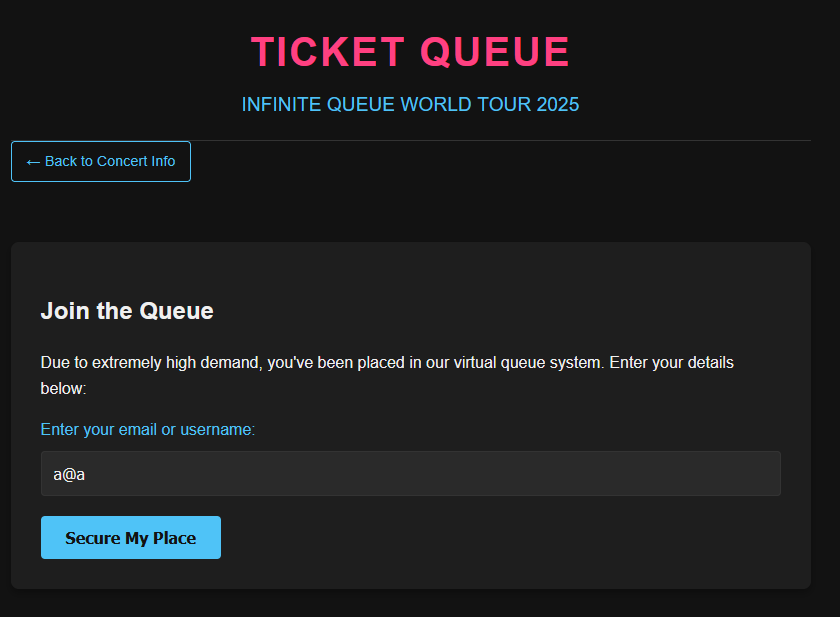 TICKET QUEUE
INFINITE QUEUE WORLD TOUR 2025
← Back to Concert Info
Join the Queue
Due to extremely high demand, you've been placed in our virtual queue system. Enter your details
below:
Enter your email or username:
a@a
Secure My Place